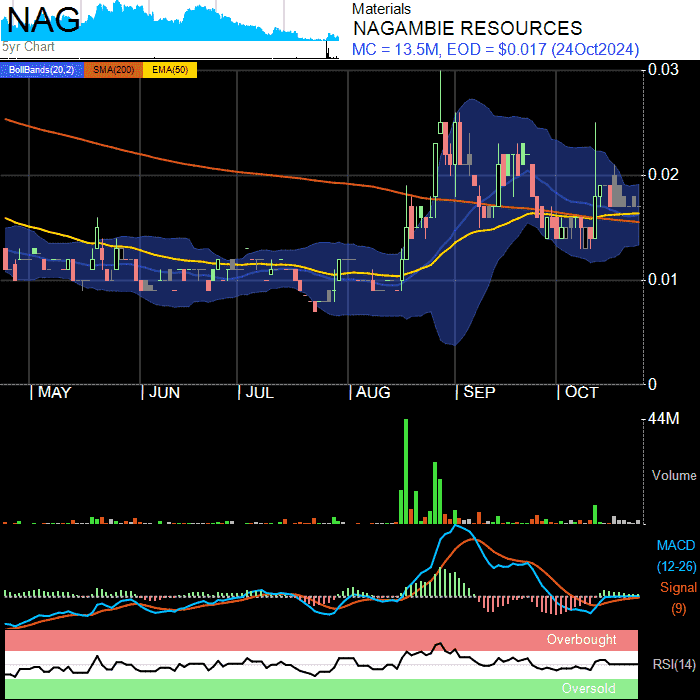 NAG
5yr Chart
Materials
NAGAMBIE RESOURCES
MC = 13.5M, EOD = $0.017 (24Oct2024)
BollBands(20,2) SMA(200) EMA(50)
0.03
0.02
0.01
0
MAY JUN JUL AUG SEP OCT
44M
Volume
MACD
(12-26)
Signal
(9)
Overbought
RSI(14)
Oversold